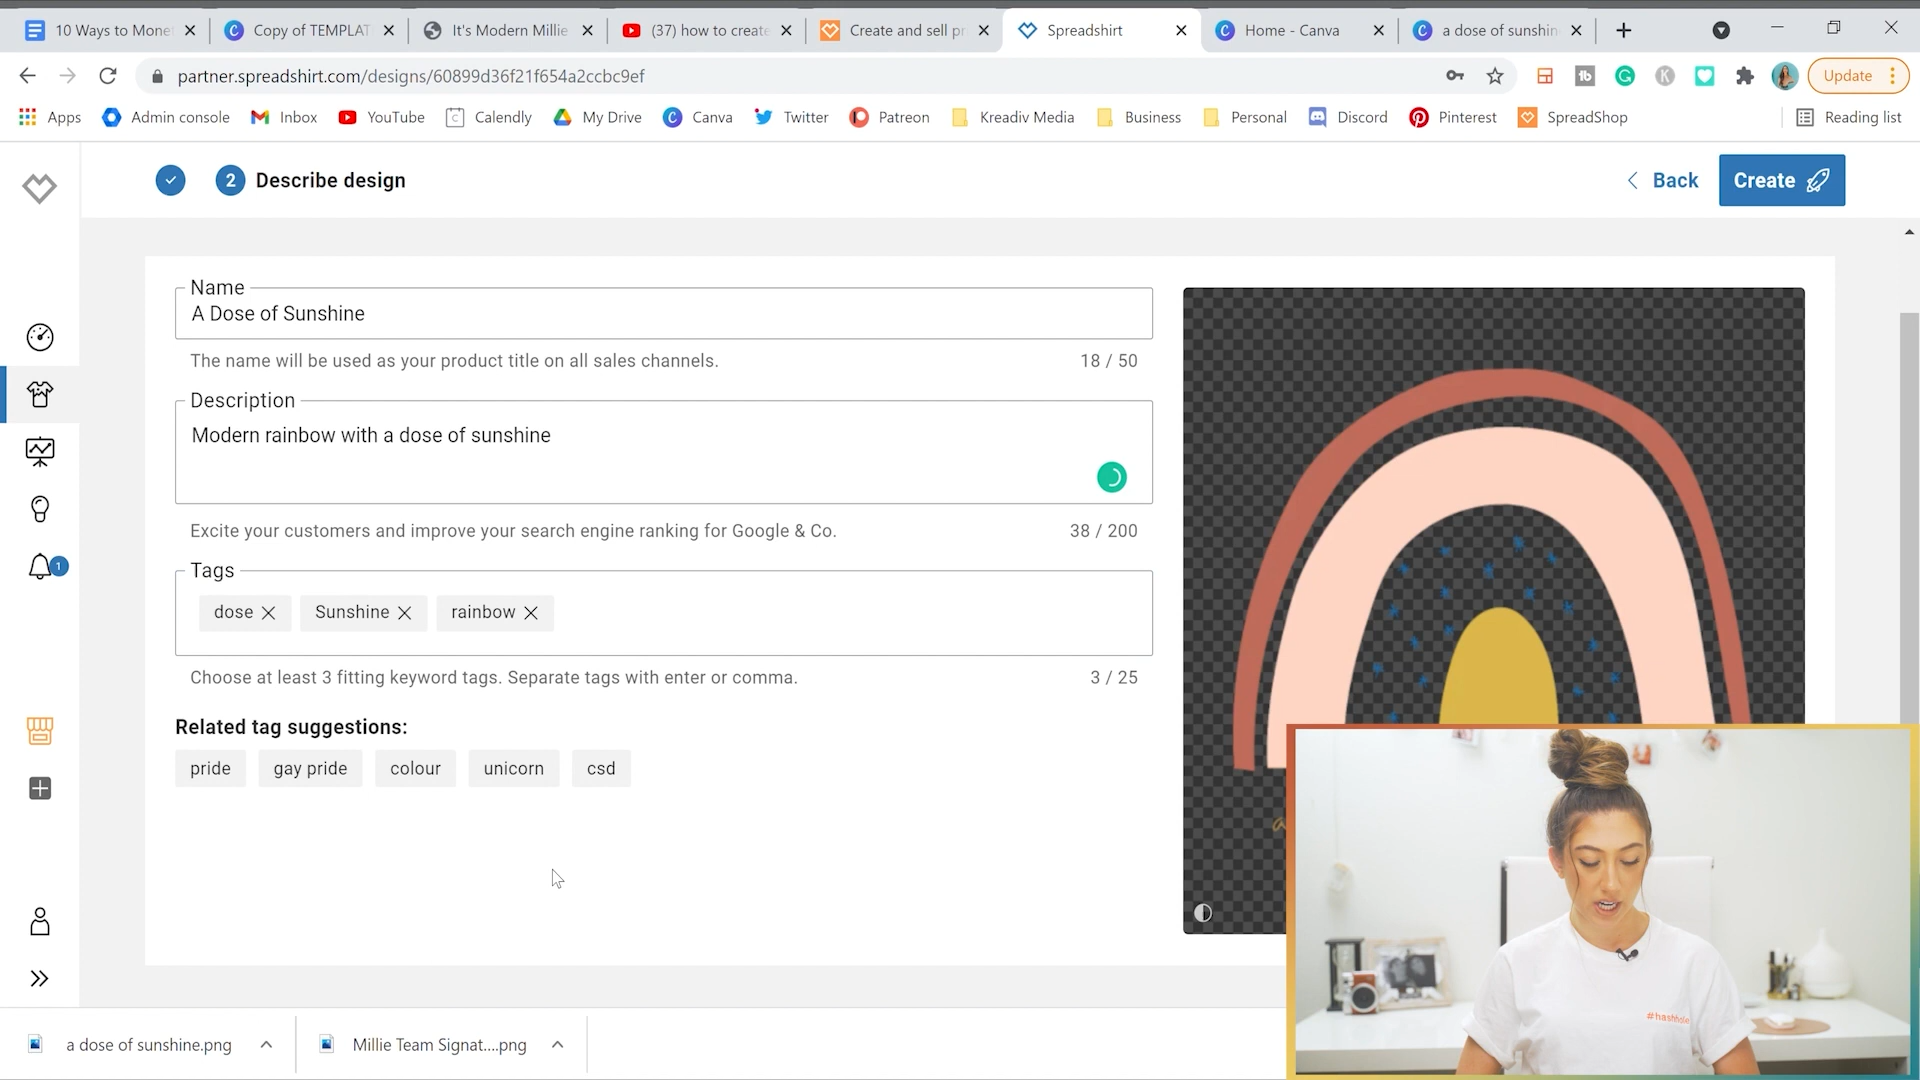 10 Ways to Mone
Copy of TEMPLAT
It's Modern Millie
(37) how to create
Create and sell pr
Spreadshirt
Home - Canva
a dose of sunshin
partner.spreadshirt.com/designs/60899d36f21f654a2ccbc9ef
Update
Apps
Admin console
Inbox
YouTube
Calendly
My Drive
Canva
Twitter
Patreon
Kreadiv Media
Business
Personal
Discord
Pinterest
SpreadShop
Reading list
2 Describe design
Back
Create
Name
A Dose of Sunshine
The name will be used as your product title on all sales channels.
18 / 50
Description
Modern rainbow with a dose of sunshine
Excite your customers and improve your search engine ranking for Google & Co.
38 / 200
Tags
dose
Sunshine
rainbow
Choose at least 3 fitting keyword tags. Separate tags with enter or comma.
3 / 25
Related tag suggestions:
pride
gay pride
colour
unicorn
csd
1
a dose of sunshine.png
Millie Team Signat....png